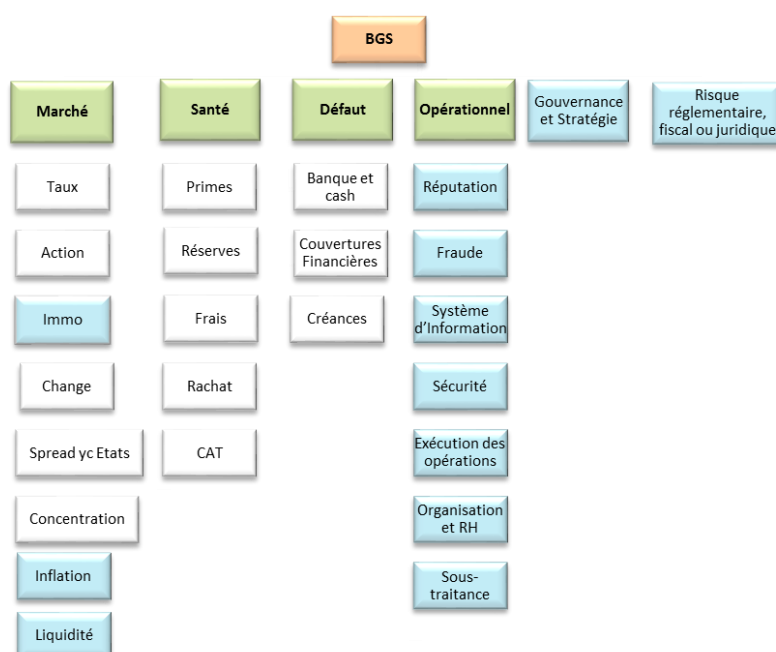 BGS
Marché
Santé
Défaut
Opérationnel
Gouvernance
et Stratégie
Risque
réglementaire,
fiscal ou juridique
Taux
Primes
Banque et
cash
Réputation
Action
Réserves
Couvertures
Financières
Fraude
Immo
Frais
Créances
Système
d'Information
Change
Rachat
Sécurité
Spread yc Etats
CAT
Exécution des
opérations
Concentration
Organisation
et RH
Inflation
Sous-
traitance
Liquidité